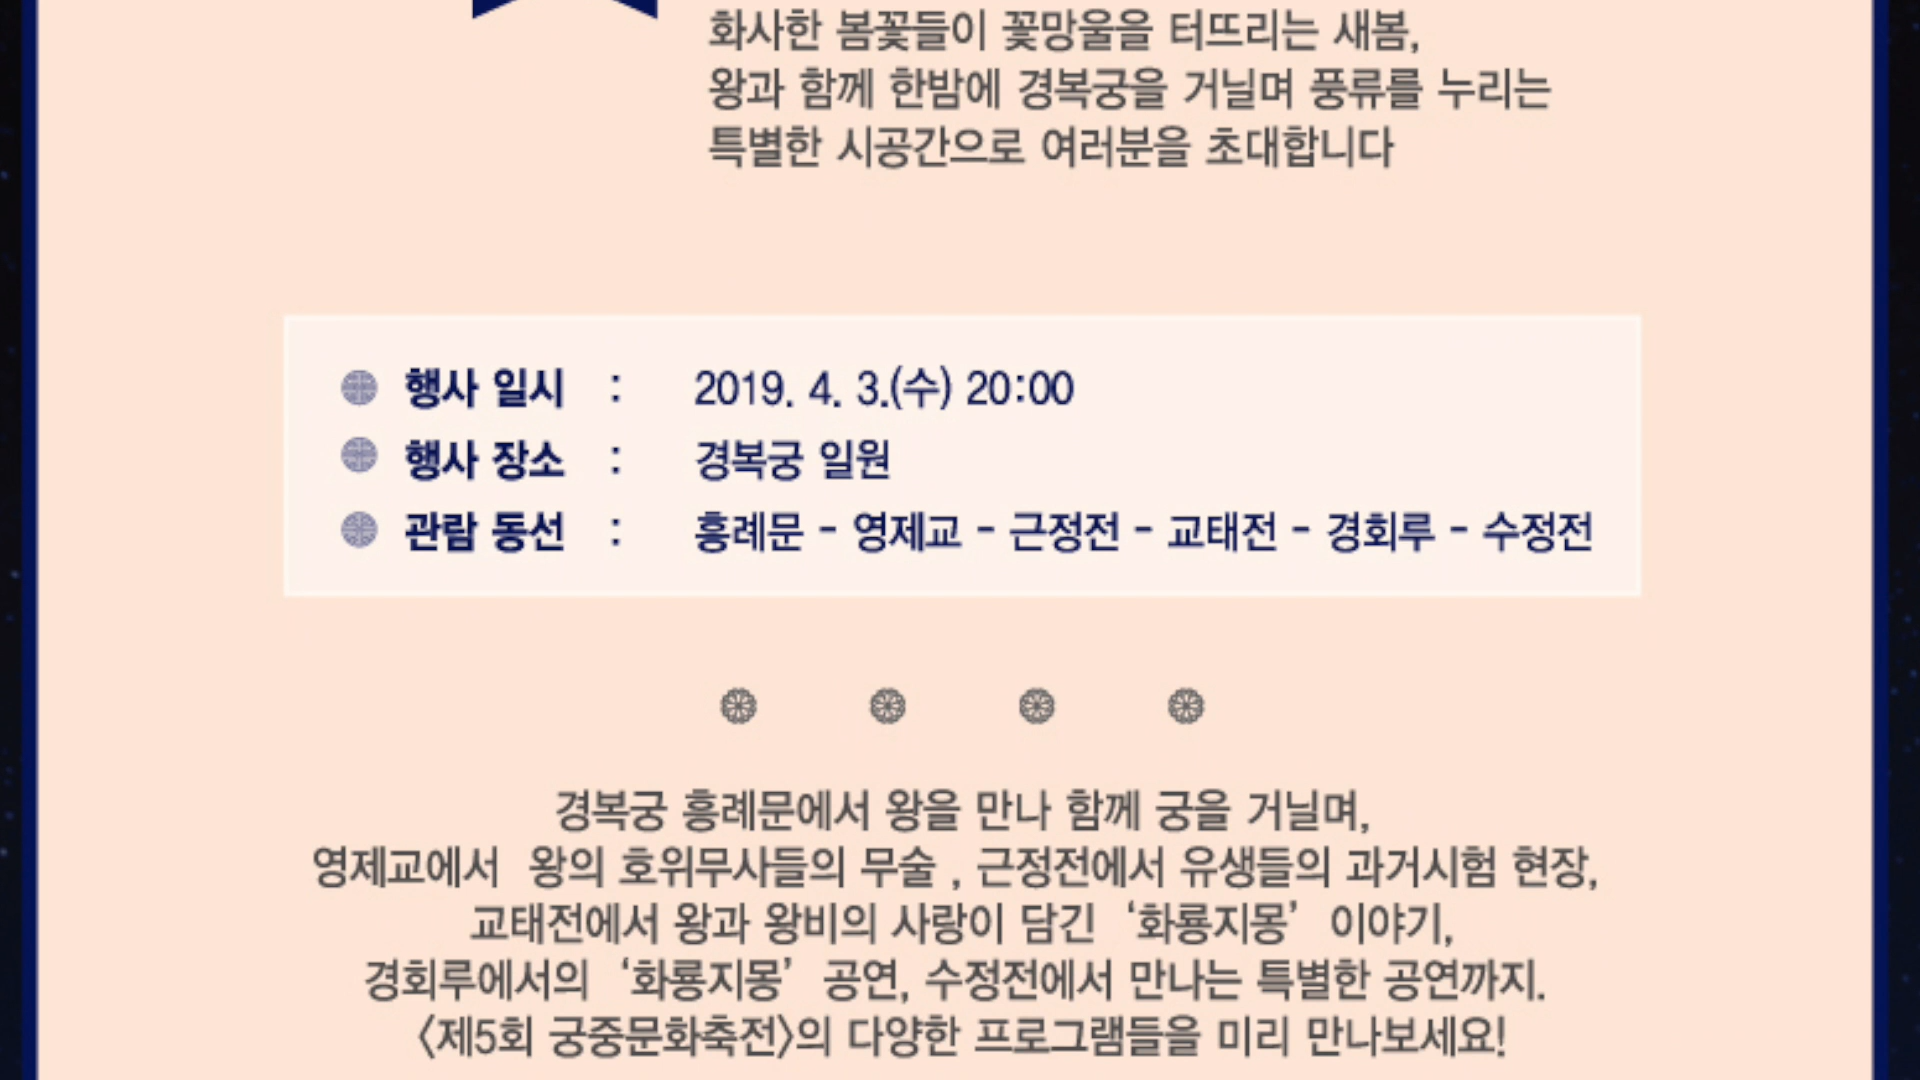 화사한 봄꽃들이 꽃망울을 터뜨리는 새봄,
왕과 함께 한밤에 경복궁을 거닐며 풍류를 누리는
특별한 시공간으로 여러분을 초대합니다
행사 일시 : 2019. 4. 3.(수) 20:00
행사 장소 : 경복궁 일원
관람 동선 : 흥례문 - 영제교 - 근정전 - 교태전 - 경회루 - 수정전
경복궁 흥례문에서 왕을 만나 함께 궁을 거닐며,
영제교에서 왕의 호위무사들의 무술 , 근정전에서 유생들의 과거시험 현장,
교태전에서 왕과 왕비의 사랑이 담긴 ‘화룡지몽’ 이야기,
경회루에서의 ‘화룡지몽’ 공연, 수정전에서 만나는 특별한 공연까지.
〈제5회 궁중문화축전〉의 다양한 프로그램들을 미리 만나보세요!